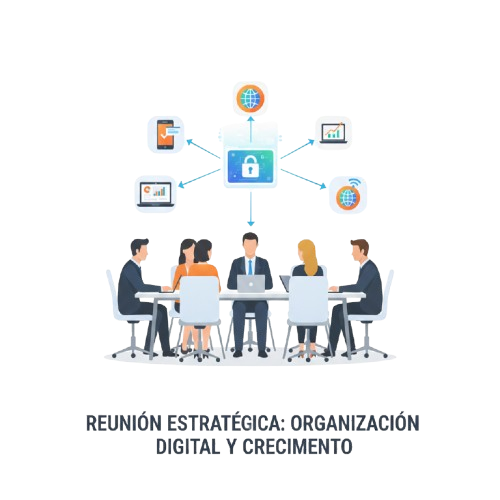 REUNIÓN ESTRATÉGICA: ORGANIZACIÓN
DIGITAL Y CRECIMENTO